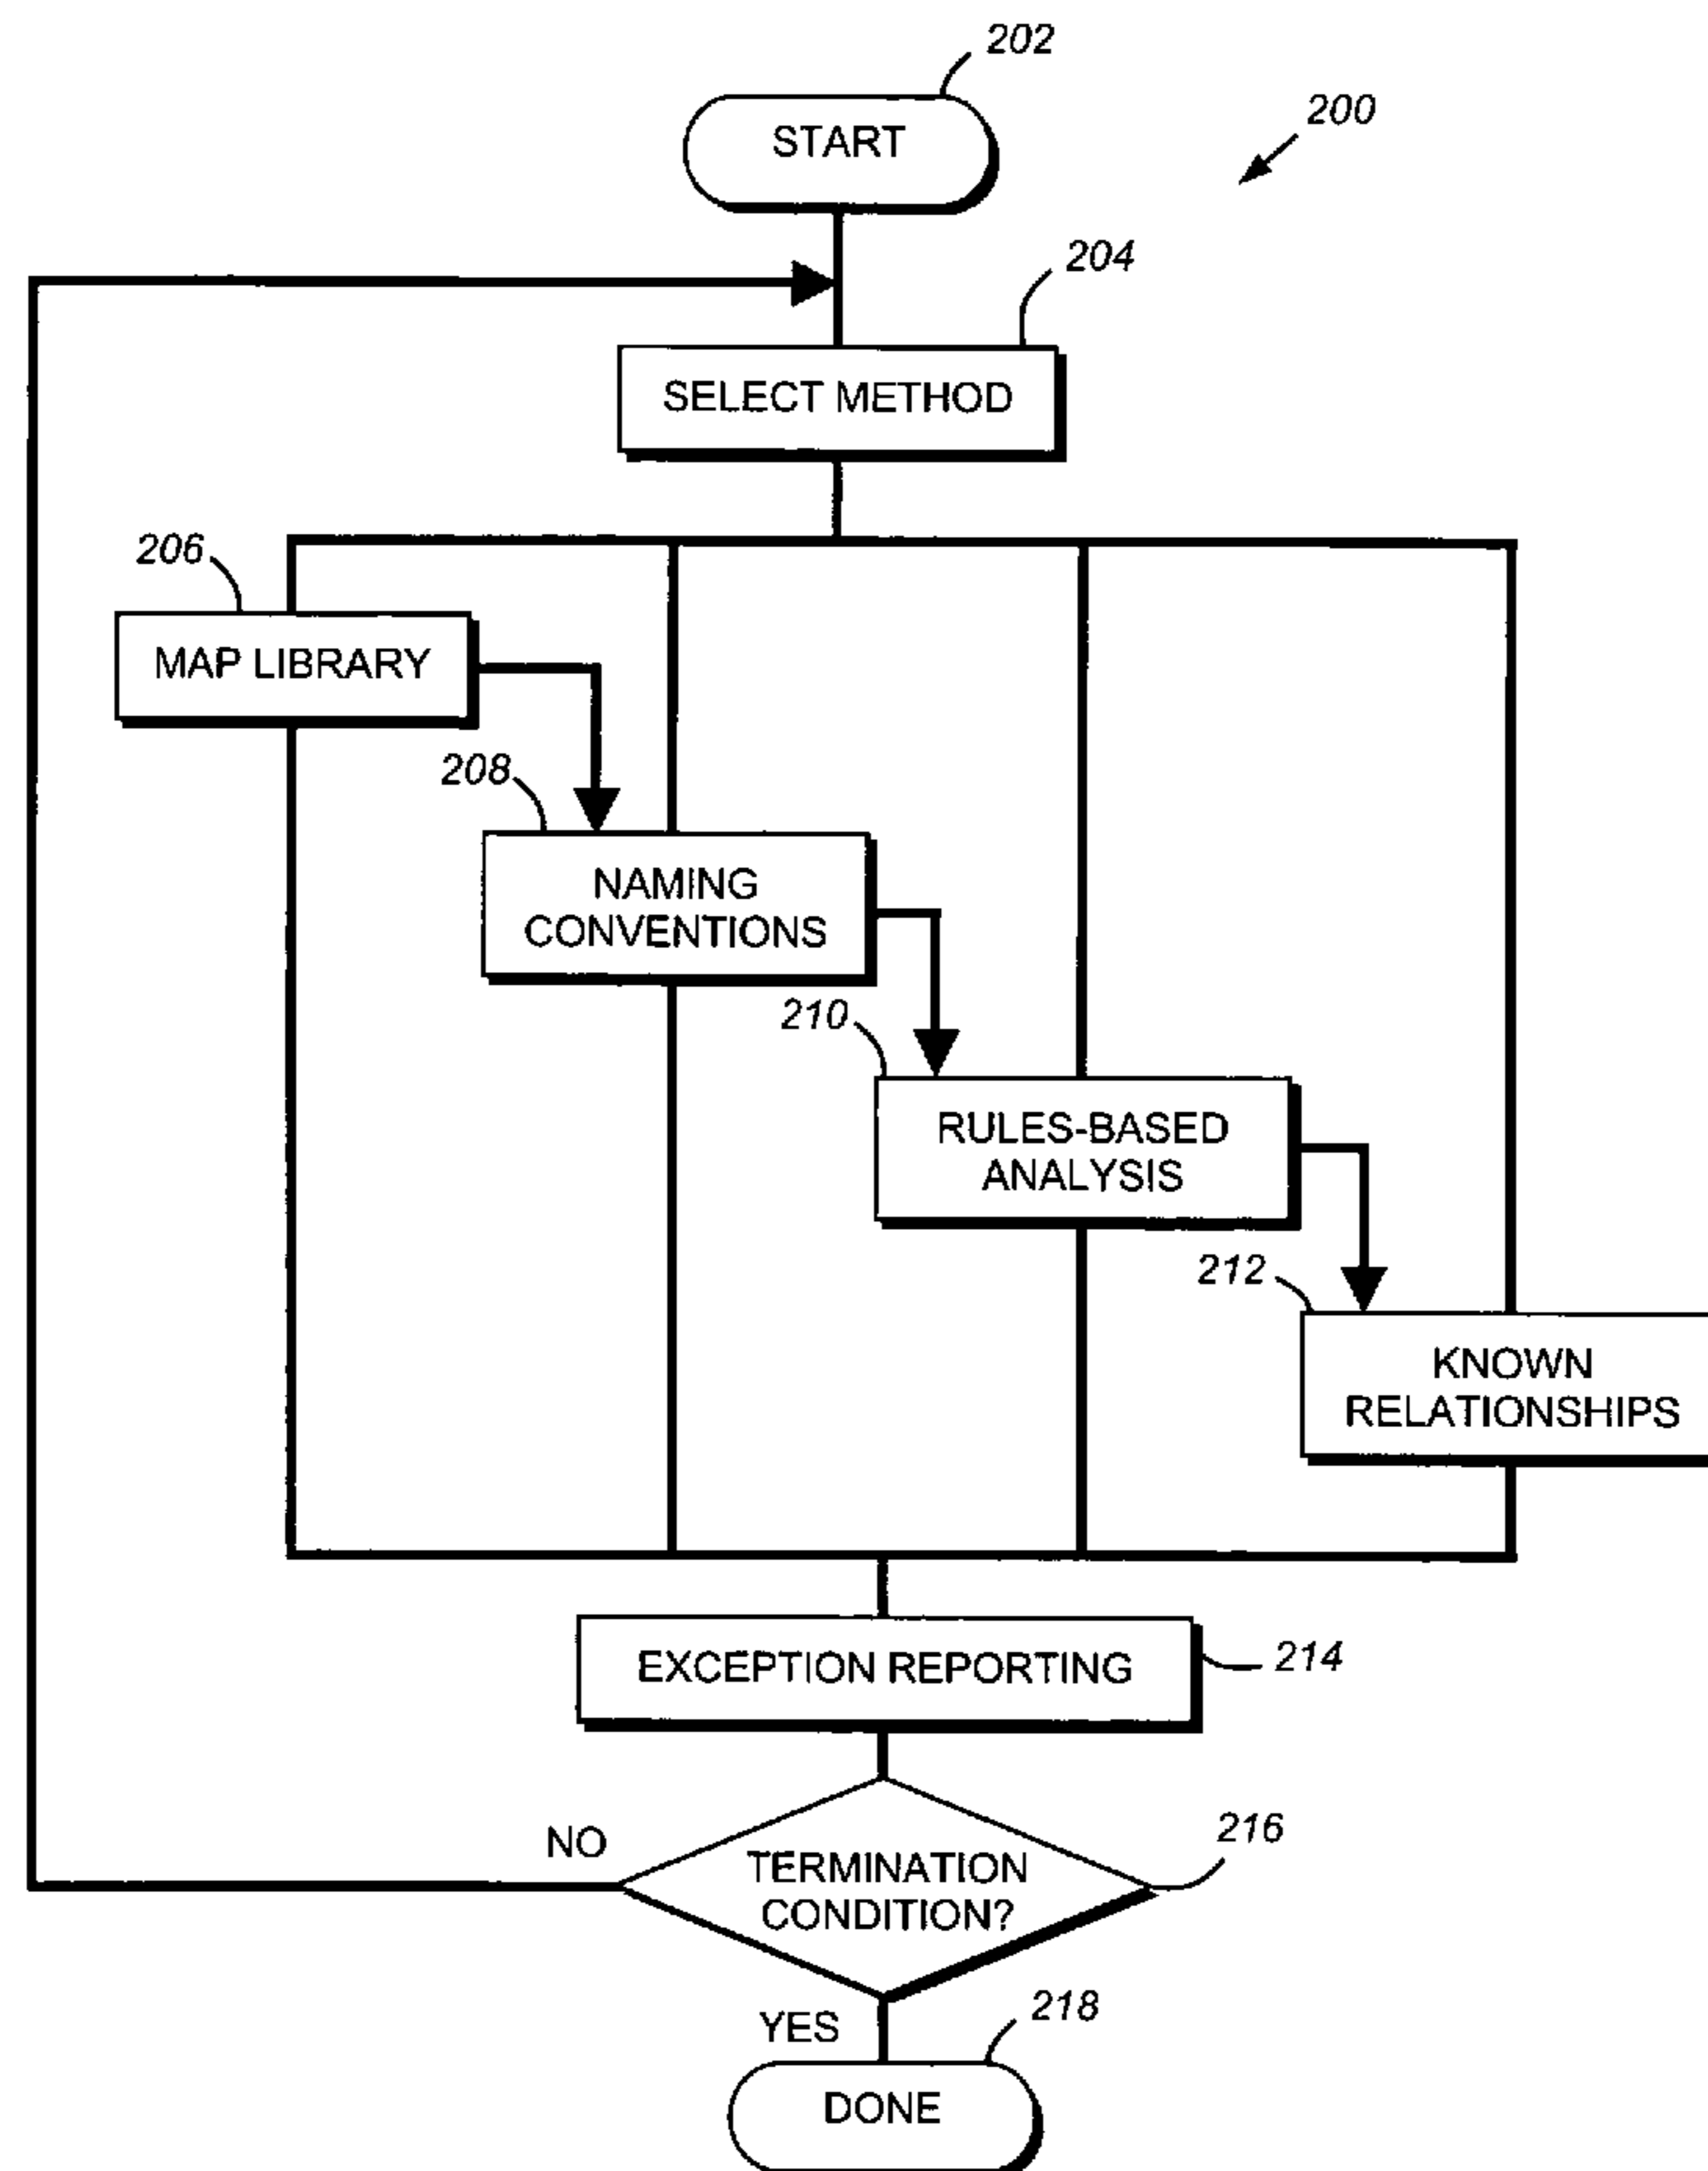 202
START
200
204
SELECT METHOD
206
MAP LIBRARY
208
NAMING
CONVENTIONS
210
RULES-BASED
ANALYSIS
212
KNOWN
RELATIONSHIPS
EXCEPTION REPORTING
214
NO
216
TERMINATION
CONDITION?
YES
218
DONE